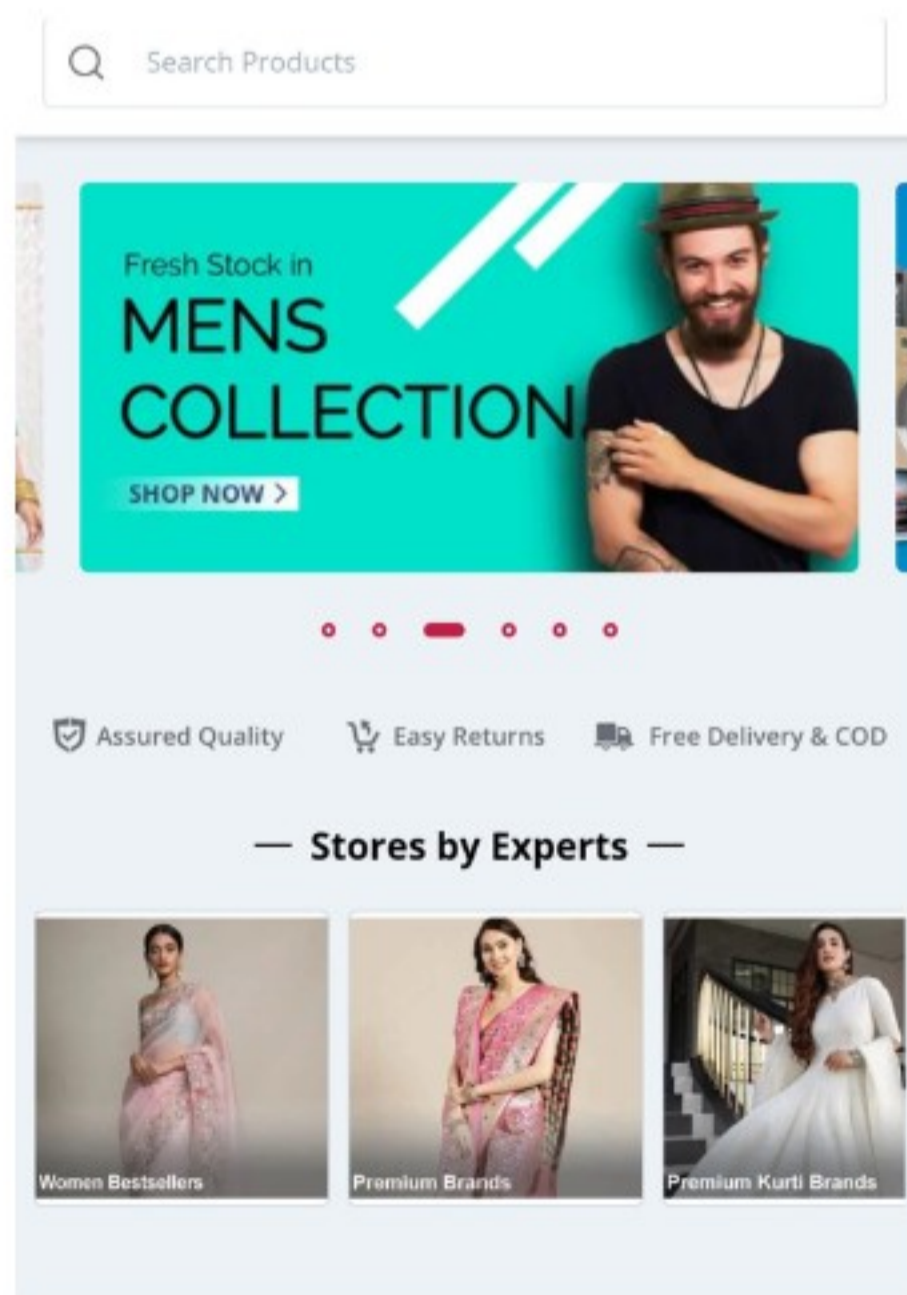 Search Products
Fresh Stock in
MENS
COLLECTION
SHOP NOW >
Assured Quality
Easy Returns
Free Delivery & COD
Stores by Experts
Women Bestsellers
Premium Brands
Premium Kurti Brands